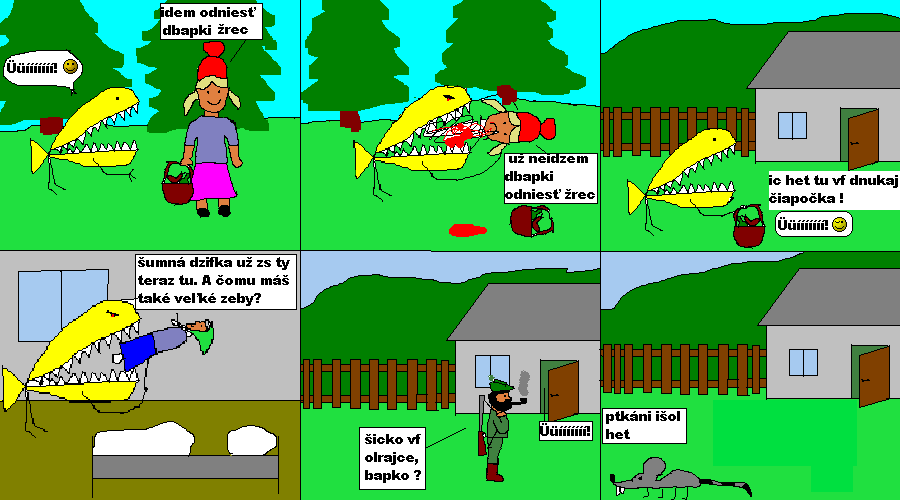 Üüííííííí!
idem odniesť
dbapki žrec
už neidzem
dbapki
odniesť žrec
ic het tu vf dnukaj
čiapočka !
Üüííííííí!
šumná dzifka už zs ty
teraz tu. A čomu máš
také veľké zeby?
šicko vf
olrajce,
bapko ?
Üüííííííí!
ptkáni išol
het